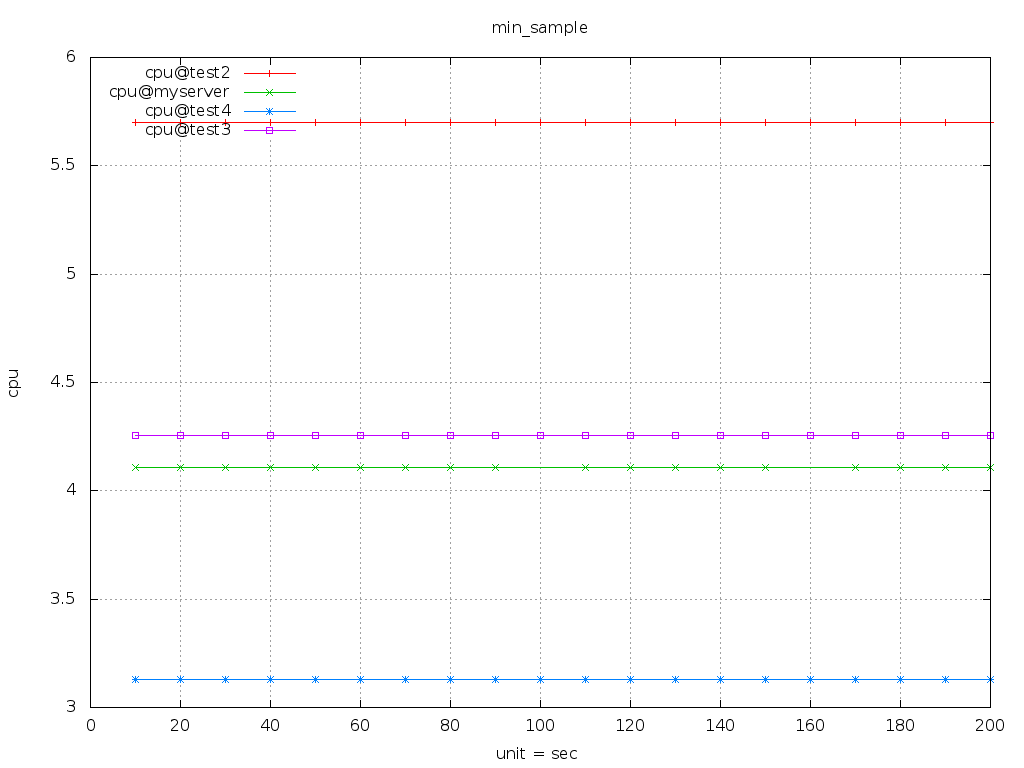 min_sample
6
cpu@test2
cpu@myserver
cpu@test4
cpu@test3
5.5
5
4.5
cpu
4
3.5
3
0 20 40 60 80 100 120 140 160 180 200
unit = sec